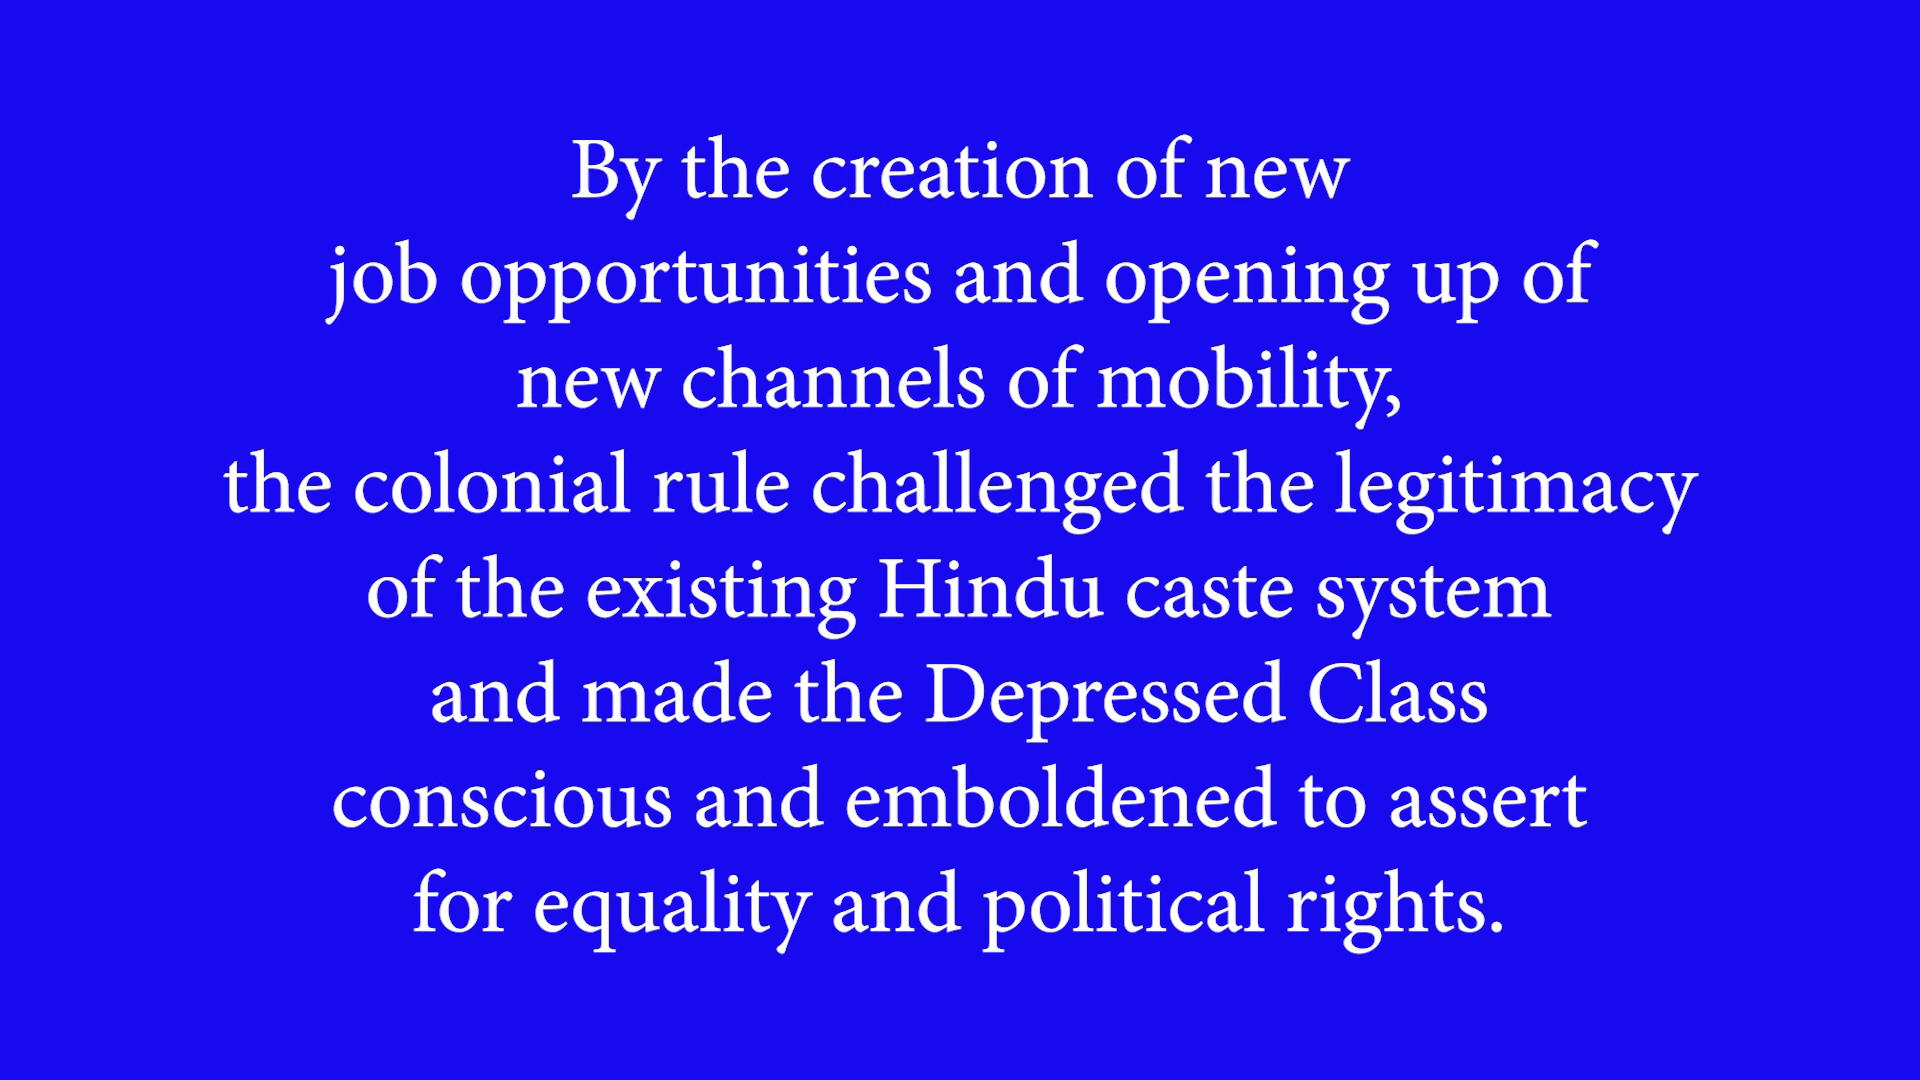 By the creation of new
job opportunities and opening up of
new channels of mobility,
the colonial rule challenged the legitimacy
of the existing Hindu caste system
and made the Depressed Class
conscious and emboldened to assert
for equality and political rights.